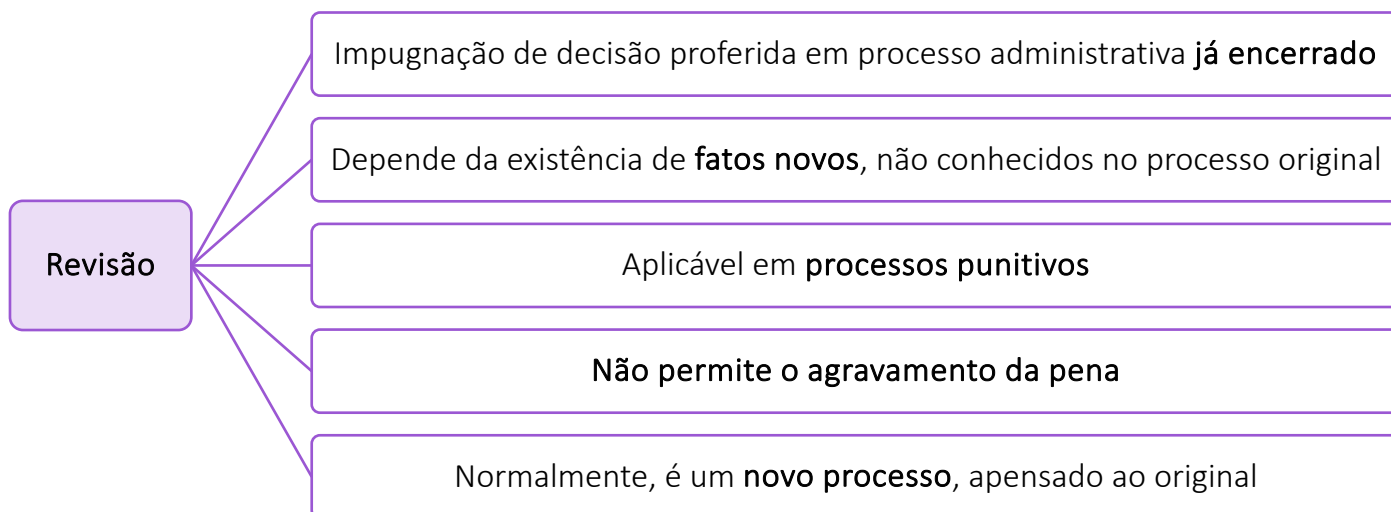 Impugnação de decisão proferida em processo administrativa já encerrado
Depende da existência de fatos novos, não conhecidos no processo original
Revisão
Aplicável em processos punitivos
Não permite o agravamento da pena
Normalmente, é um novo processo, apensado ao original